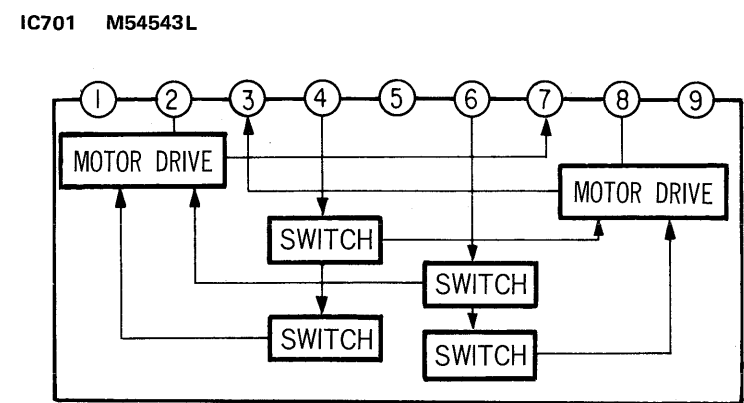 IC701 M54543L
1 2 3 4 5 6 7 8 9
MOTOR DRIVE
MOTOR DRIVE
SWITCH
SWITCH
SWITCH
SWITCH